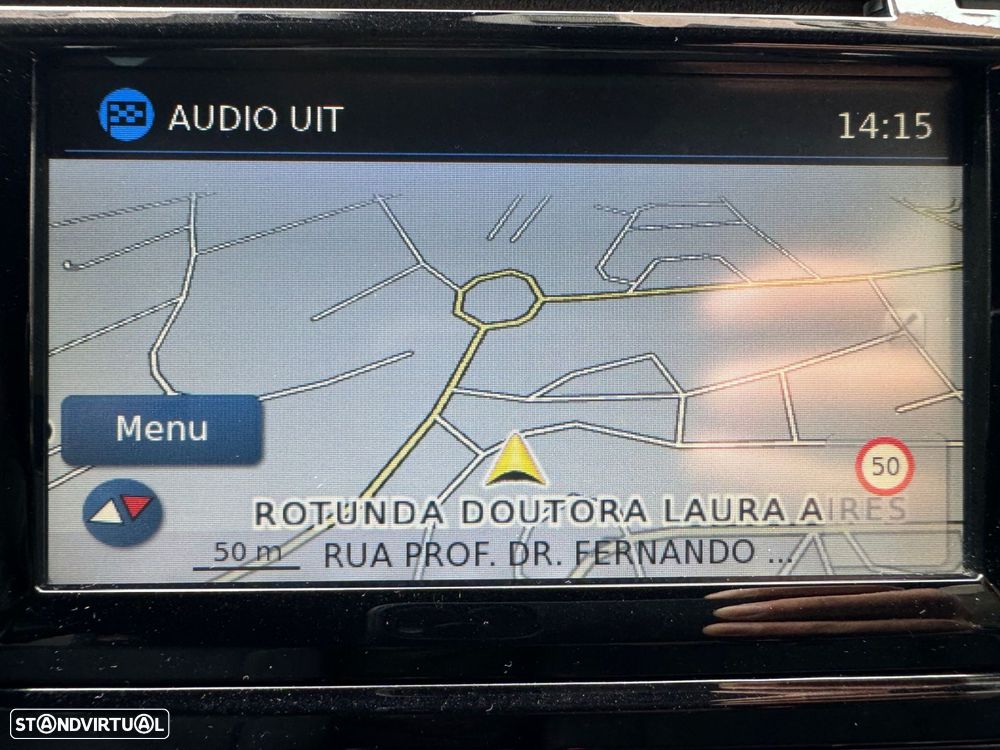 AUDIO UIT
14:15
Menu
50
ROTUNDA DOUTORA LAURA AIRES
50 m
RUA PROF. DR. FERNANDO ...
STANDVIRTUAL